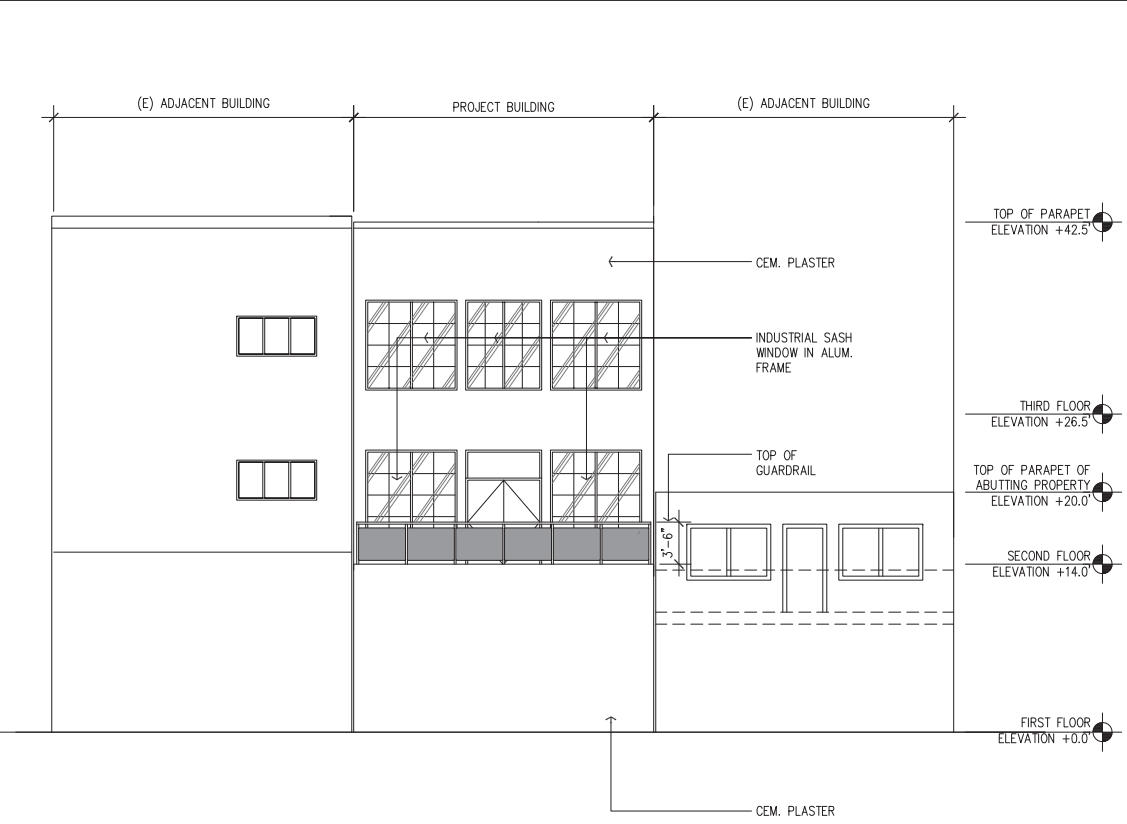 (E) ADJACENT BUILDING
PROJECT BUILDING
(E) ADJACENT BUILDING
TOP OF PARAPET
ELEVATION +42.5'
CEM. PLASTER
INDUSTRIAL SASH
WINDOW IN ALUM.
FRAME
THIRD FLOOR
ELEVATION +26.5'
TOP OF
GUARDRAIL
TOP OF PARAPET OF
ABUTTING PROPERTY
ELEVATION +20.0'
3'-6"
SECOND FLOOR
ELEVATION +14.0'
FIRST FLOOR
ELEVATION +0.0'
CEM. PLASTER